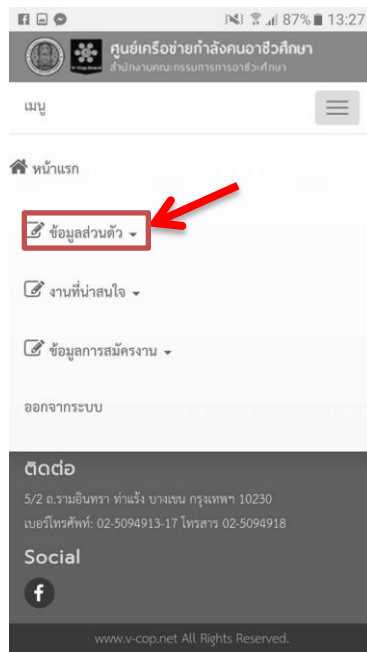 87% 13:27
ศูนย์เครือข่ายกำลังคนอาชีวศึกษา
สำนักงานคณะกรรมการการอาชีวะศึกษา
เมนู
หน้าแรก
ข้อมูลส่วนตัว
งานที่น่าสนใจ
ข้อมูลการสมัครงาน
ออกจากระบบ
ติดต่อ
5/2 ถ.รามอินทรา ท่าแร้ง บางเขน กรุงเทพฯ 10230
เบอร์โทรศัพท์: 02-5094913-17 โทรสาร 02-5094918
Social
www.v-cop.net All Rights Reserved.